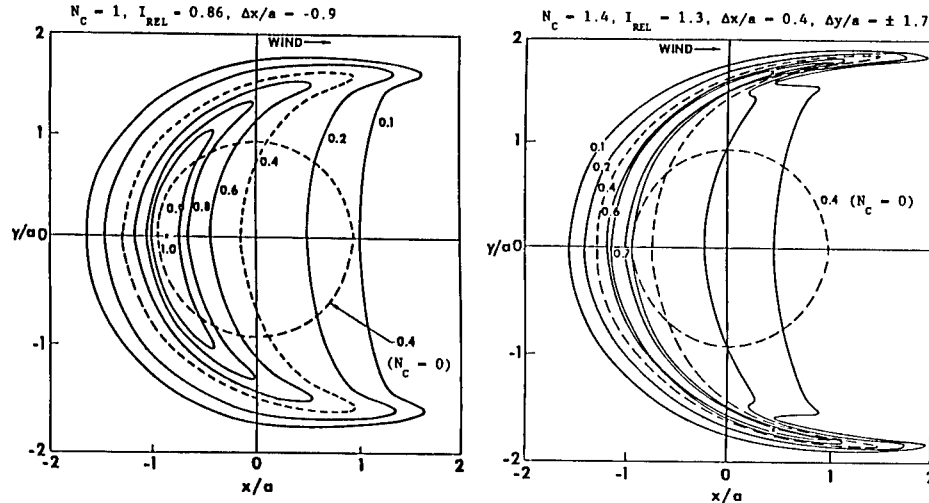 N_C = 1, I_REL = 0.86, Δx/a = -0.9
WIND
2
1
y/a 0
-1
-2
0.1
0.2
0.4
0.6
0.8
0.9
1.0
0.4
(N_C = 0)
-2 -1 0 1 2
x/a
N_C = 1.4, I_REL = 1.3, Δx/a = 0.4, Δy/a = ± 1.7
WIND
2
1
y/a 0
-1
-2
0.1
0.2
0.4
0.6
0.7
0.4 (N_C = 0)
-2 -1 0 1 2
x/a